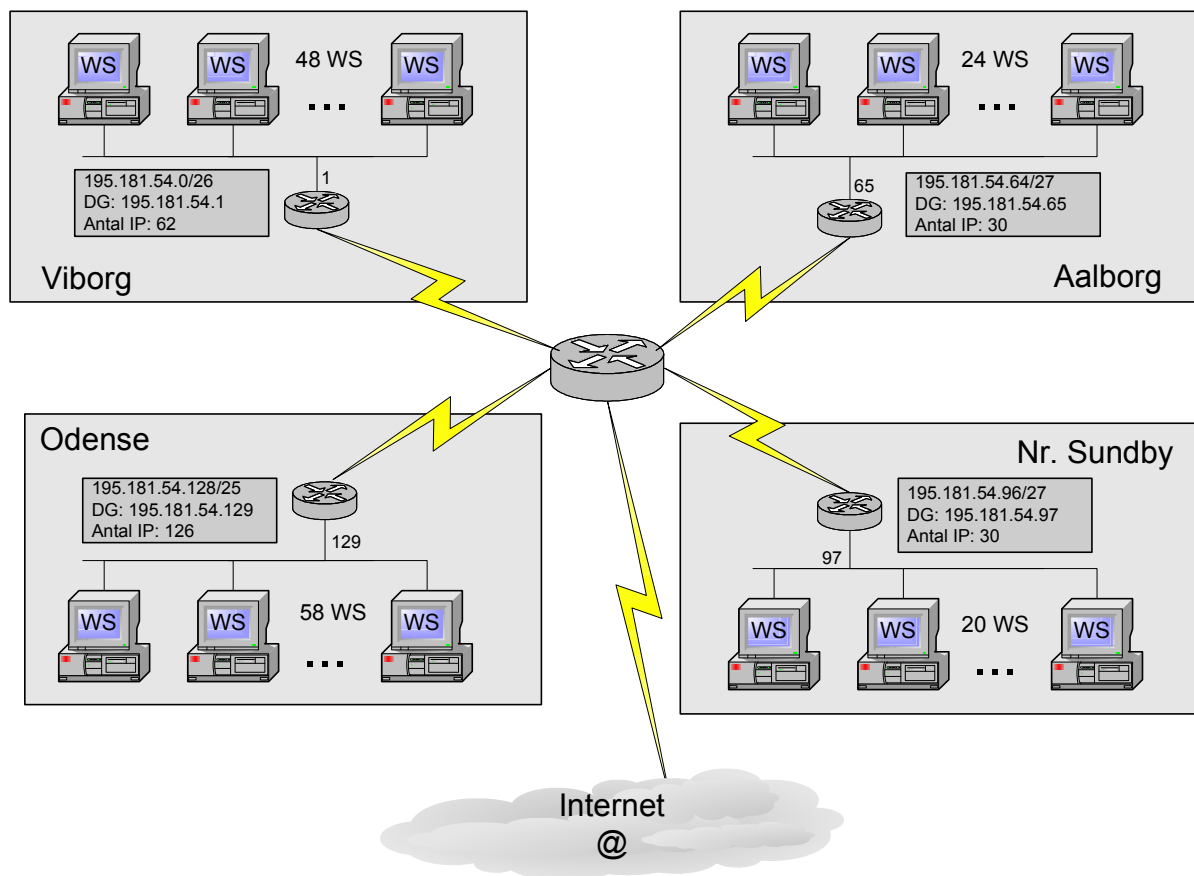 WS WS 48 WS WS
...
195.181.54.0/26
DG: 195.181.54.1
Antal IP: 62
1
Viborg
WS WS 24 WS WS
...
65
195.181.54.64/27
DG: 195.181.54.65
Antal IP: 30
Aalborg
Odense
195.181.54.128/25
DG: 195.181.54.129
Antal IP: 126
129
WS WS 58 WS WS
...
Nr. Sundby
195.181.54.96/27
DG: 195.181.54.97
Antal IP: 30
97
WS WS 20 WS WS
...
Internet
@